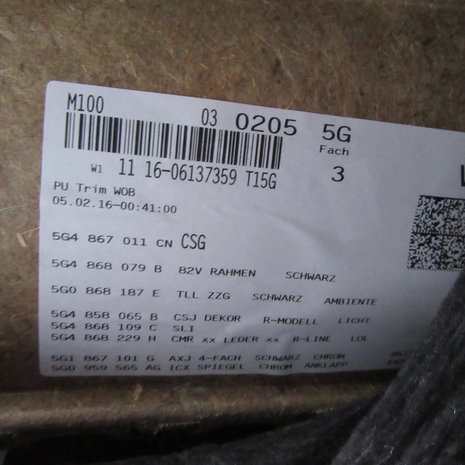 M100 03 0205 5G
Fach
W1 11 16-06137359 T15G 3
PU Trim WOB
05.02.16-00:41:00
5G4 867 011 CN CSG
5G4 868 079 B 82V RAHMEN SCHWARZ
5G0 868 187 E TLL ZZG SCHWARZ AMBIENTE
5G4 858 065 B CSJ DEKOR R-MODELL LICHT
5G4 868 109 C SL1
5G4 868 229 H CMR xx LEDER xx R-LINE LDL
5G1 867 101 G AXJ 4-FACH SCHWARZ CHROM
5G0 959 565 AG ICX SPIEGEL CHROM ANKLAPP